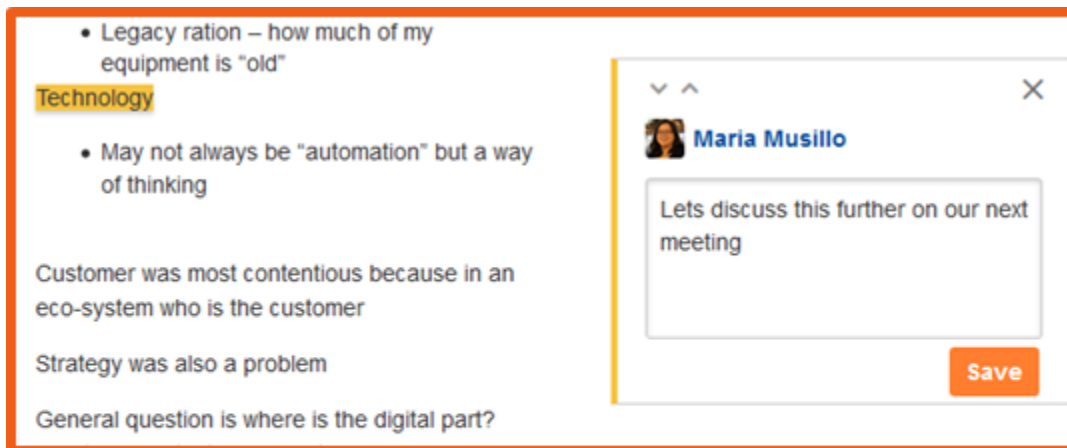 • Legacy ration – how much of my
equipment is “old”
Technology
• May not always be “automation” but a way
of thinking
Customer was most contentious because in an
eco-system who is the customer
Strategy was also a problem
General question is where is the digital part?
Maria Musillo
Lets discuss this further on our next
meeting
Save